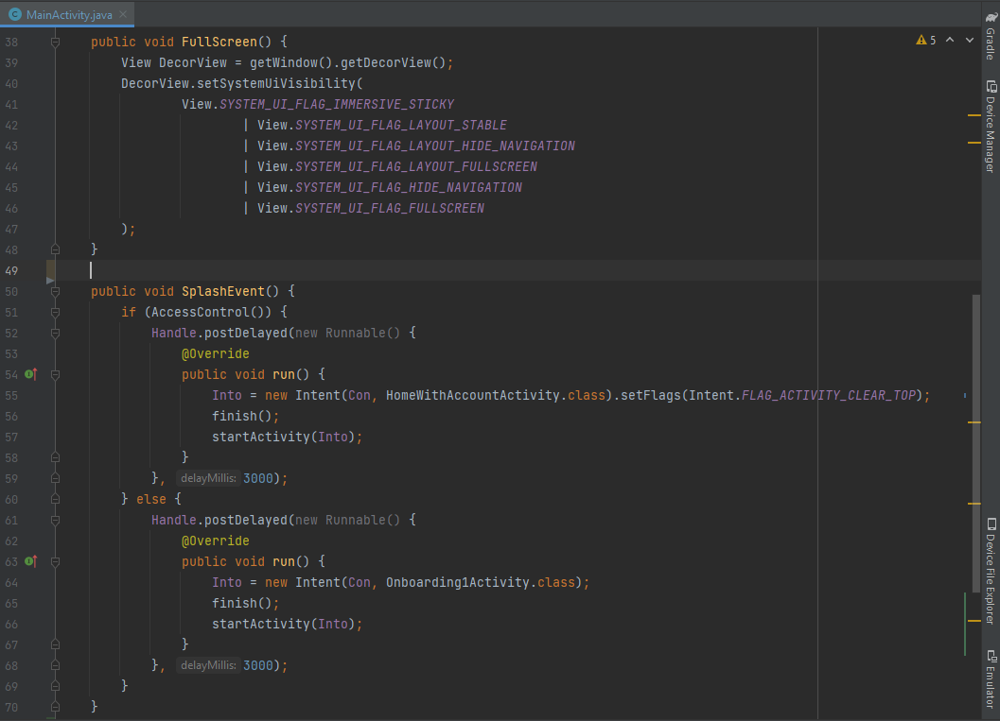 MainActivity.java
38 public void FullScreen() {
39 View DecorView = getWindow().getDecorView();
40 DecorView.setSystemUiVisibility(
41 View.SYSTEM_UI_FLAG_IMMERSIVE_STICKY
42 | View.SYSTEM_UI_FLAG_LAYOUT_STABLE
43 | View.SYSTEM_UI_FLAG_LAYOUT_HIDE_NAVIGATION
44 | View.SYSTEM_UI_FLAG_LAYOUT_FULLSCREEN
45 | View.SYSTEM_UI_FLAG_HIDE_NAVIGATION
46 | View.SYSTEM_UI_FLAG_FULLSCREEN
47 );
48 }
49
50 public void SplashEvent() {
51 if (AccessControl()) {
52 Handle.postDelayed(new Runnable() {
53 @Override
54 public void run() {
55 Into = new Intent(Con, HomeWithAccountActivity.class).setFlags(Intent.FLAG_ACTIVITY_CLEAR_TOP);
56 finish();
57 startActivity(Into);
58 }
59 }, delayMillis: 3000);
60 } else {
61 Handle.postDelayed(new Runnable() {
62 @Override
63 public void run() {
64 Into = new Intent(Con, Onboarding1Activity.class);
65 finish();
66 startActivity(Into);
67 }
68 }, delayMillis: 3000);
69 }
70 }
5
Gradle
Device Manager
Device File Explorer
Emulator